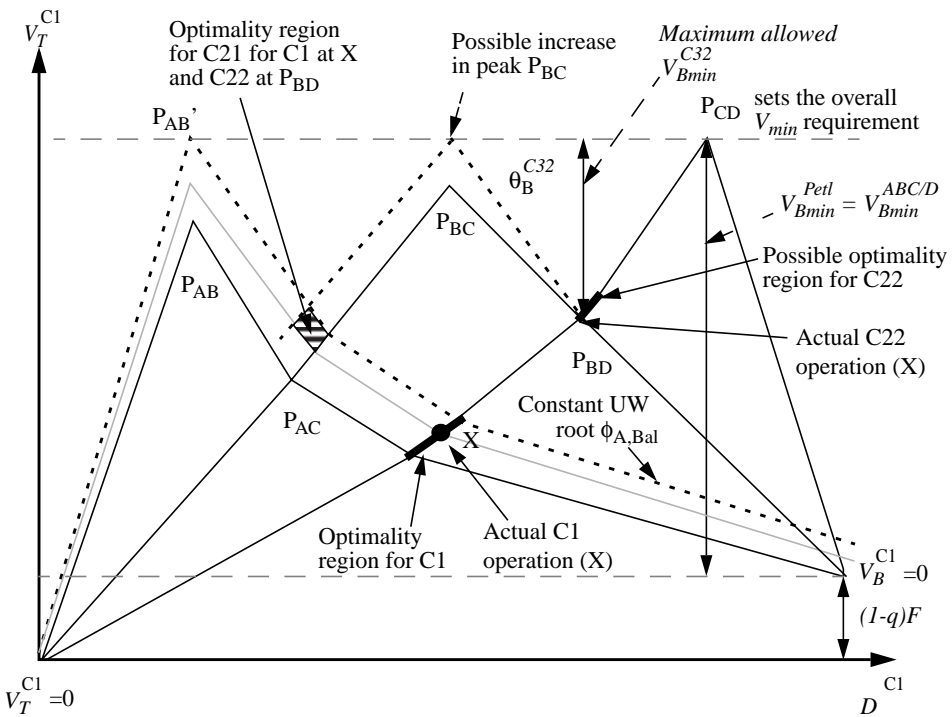 V_T^C1
Optimality region
for C21 for C1 at X
and C22 at P_BD
Possible increase
in peak P_BC
Maximum allowed
V_Bmin^C32
P_AB'
P_CD
sets the overall
V_min requirement
θ_B^C32
V_Bmin^Petl = V_Bmin^ABC/D
P_BC
P_AB
Possible optimality
region for C22
Actual C22
operation (X)
P_BD
Constant UW
root ϕ_A,Bal
P_AC
X
Optimality
region for C1
Actual C1
operation (X)
V_B^C1=0
(1-q)F
V_T^C1=0
D^C1